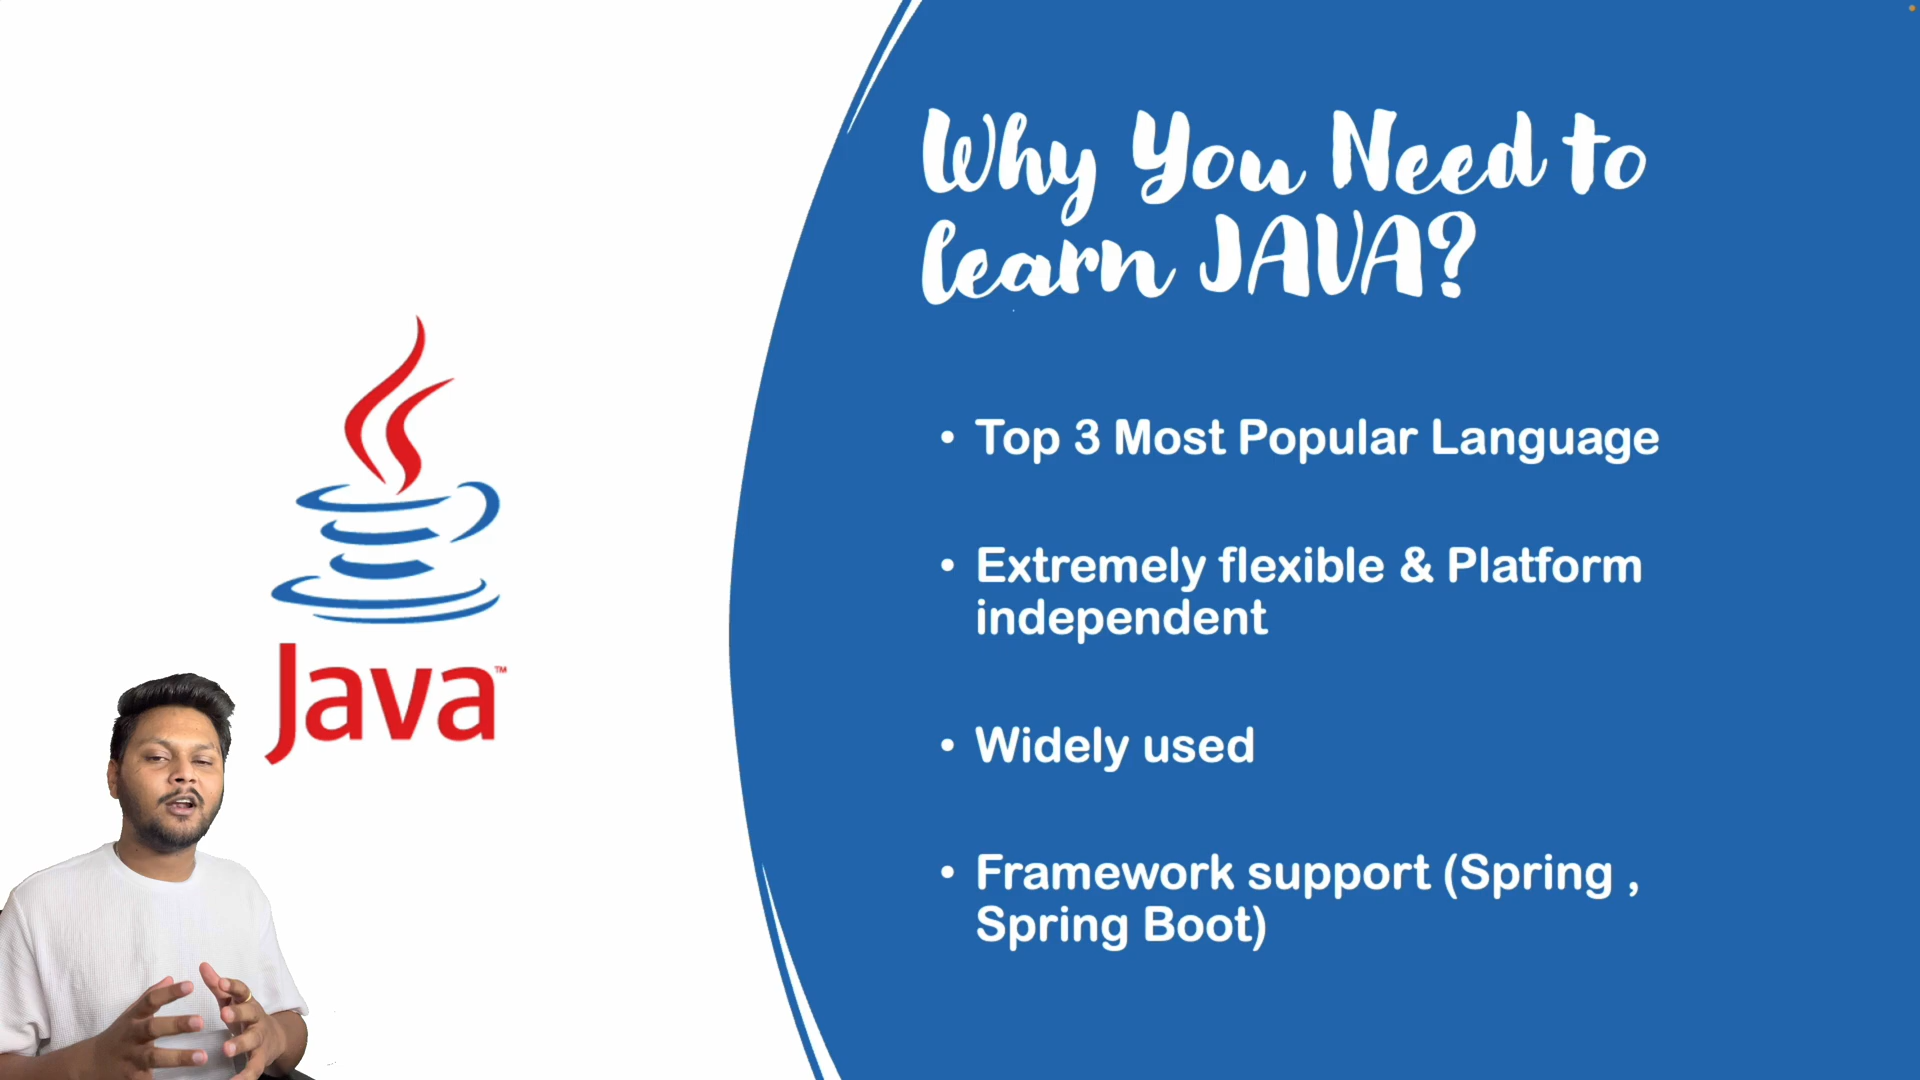 Why You Need to
learn JAVA?
• Top 3 Most Popular Language
• Extremely flexible & Platform
independent
• Widely used
• Framework support (Spring ,
Spring Boot)
Java™